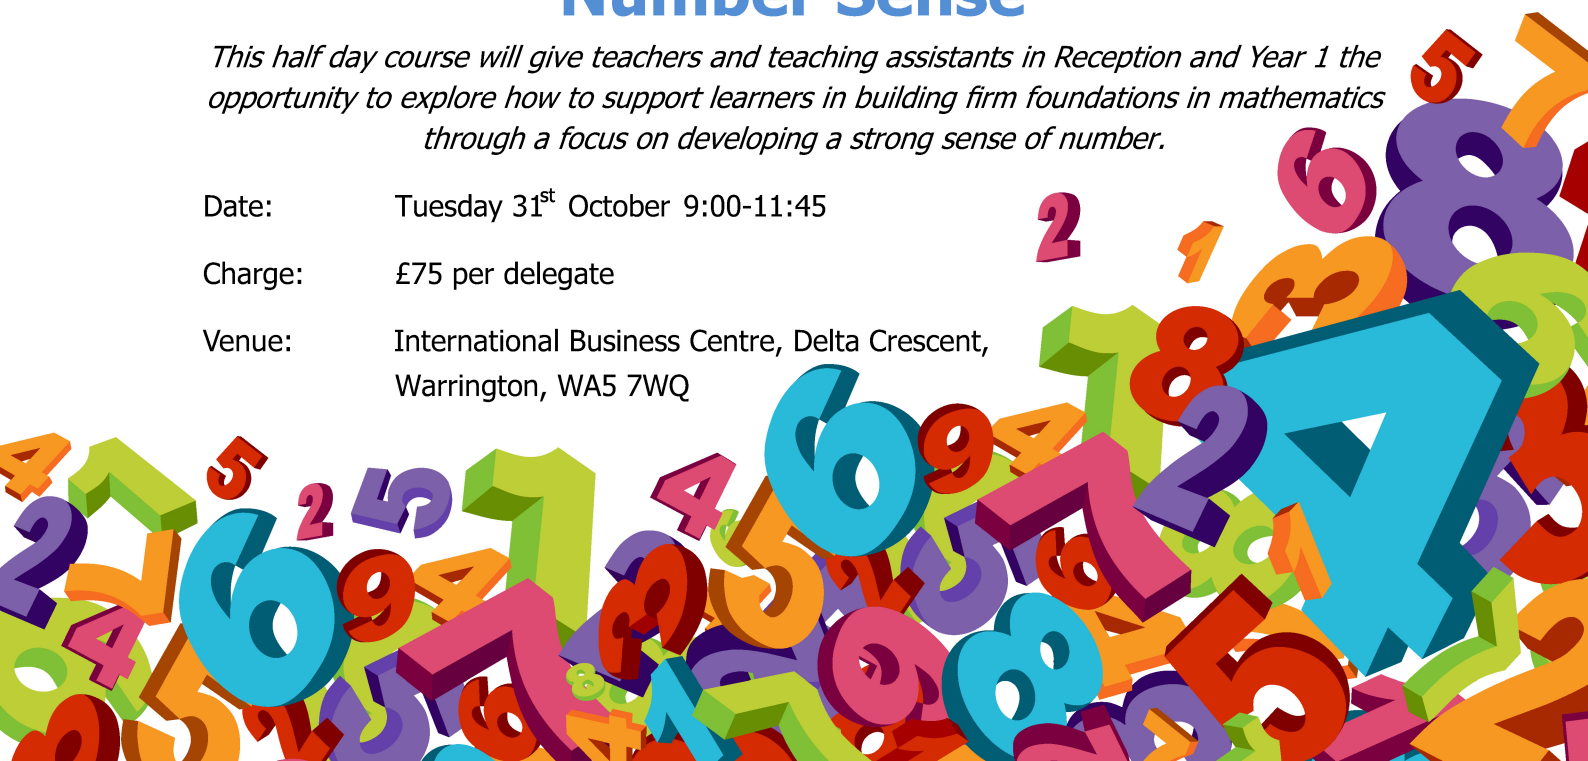 Number Sense
This half day course will give teachers and teaching assistants in Reception and Year 1 the
opportunity to explore how to support learners in building firm foundations in mathematics
through a focus on developing a strong sense of number.
Date: Tuesday 31st October 9:00-11:45
Charge: £75 per delegate
Venue: International Business Centre, Delta Crescent,
Warrington, WA5 7WQ